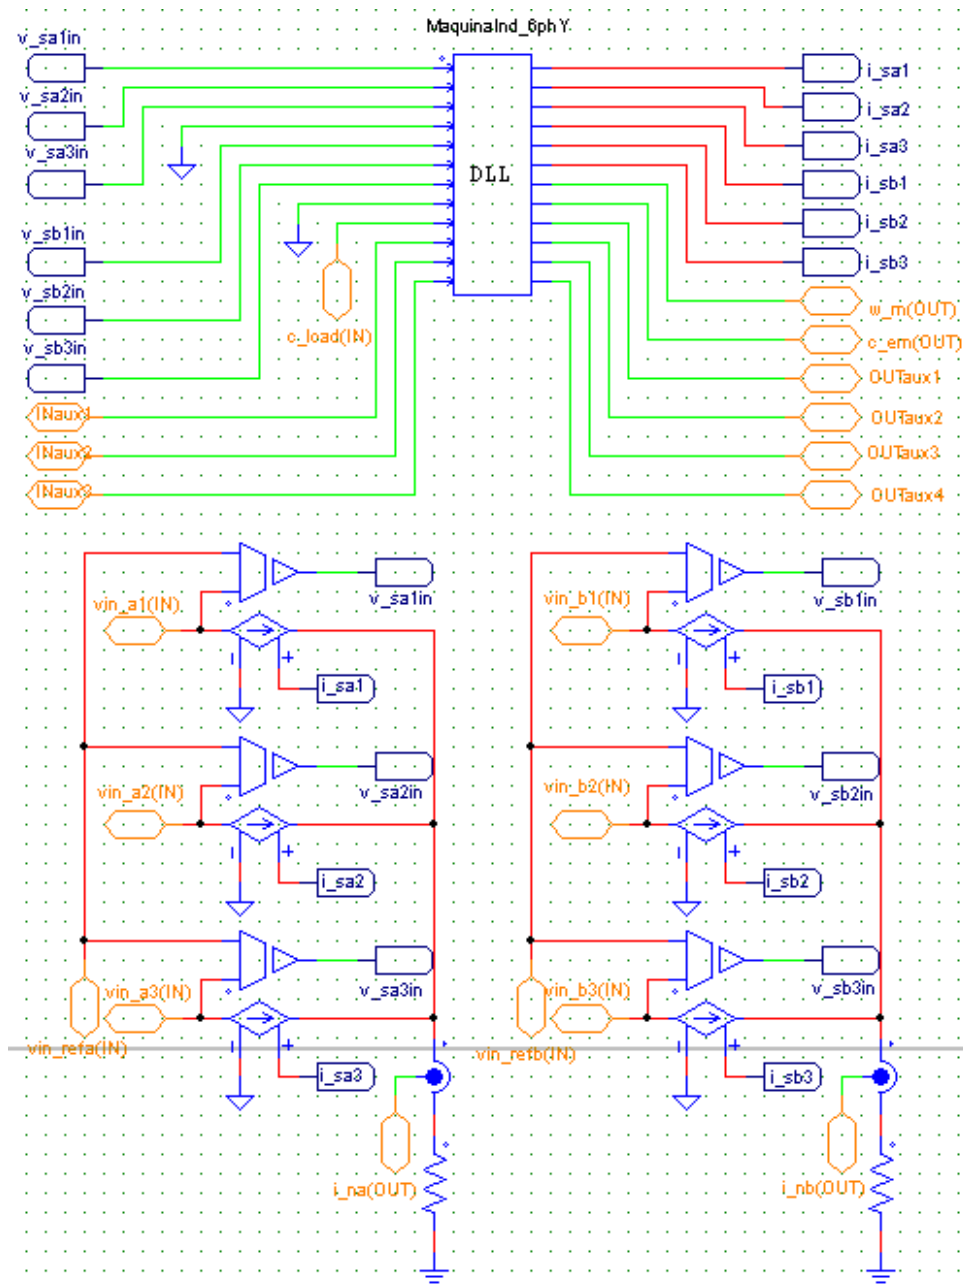 MaquinaInd_6phY
v_sa1in
i_sa1
v_sa2in
i_sa2
v_sa3in
i_sa3
DLL
i_sb1
v_sb1in
i_sb2
i_sb3
v_sb2in
w_m(OUT)
c_load(IN)
c_em(OUT)
v_sb3in
OUTaux1
INaux1
OUTaux2
INaux2
OUTaux3
INaux3
OUTaux4
vin_a1(IN)
v_sa1in
vin_b1(IN)
v_sb1in
i_sa1
i_sb1
vin_a2(IN)
v_sa2in
vin_b2(IN)
v_sb2in
i_sa2
i_sb2
vin_a3(IN)
v_sa3in
vin_b3(IN)
v_sb3in
vin_refa(IN)
vin_refb(IN)
i_sa3
i_sb3
i_na(OUT)
i_nb(OUT)